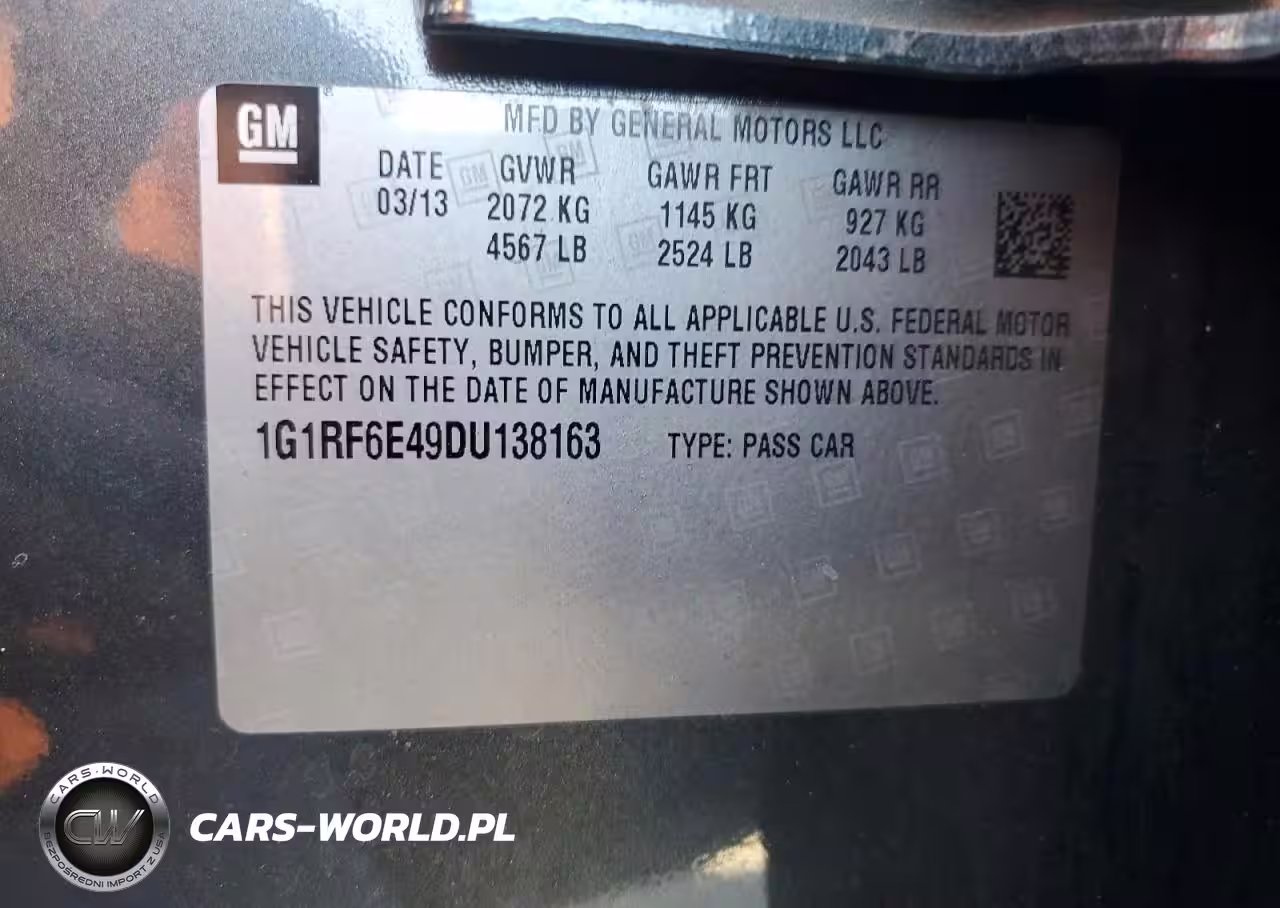 GM
MFD BY GENERAL MOTORS LLC
DATE GVWR GAWR FRT GAWR RR
03/13 2072 KG 1145 KG 927 KG
4567 LB 2524 LB 2043 LB
THIS VEHICLE CONFORMS TO ALL APPLICABLE U.S. FEDERAL MOTOR
VEHICLE SAFETY, BUMPER, AND THEFT PREVENTION STANDARDS IN
EFFECT ON THE DATE OF MANUFACTURE SHOWN ABOVE.
1G1RF6E49DU138163 TYPE: PASS CAR
CARS-WORLD
CW
BEZPOŚREDNI IMPORT Z USA
CARS-WORLD.PL